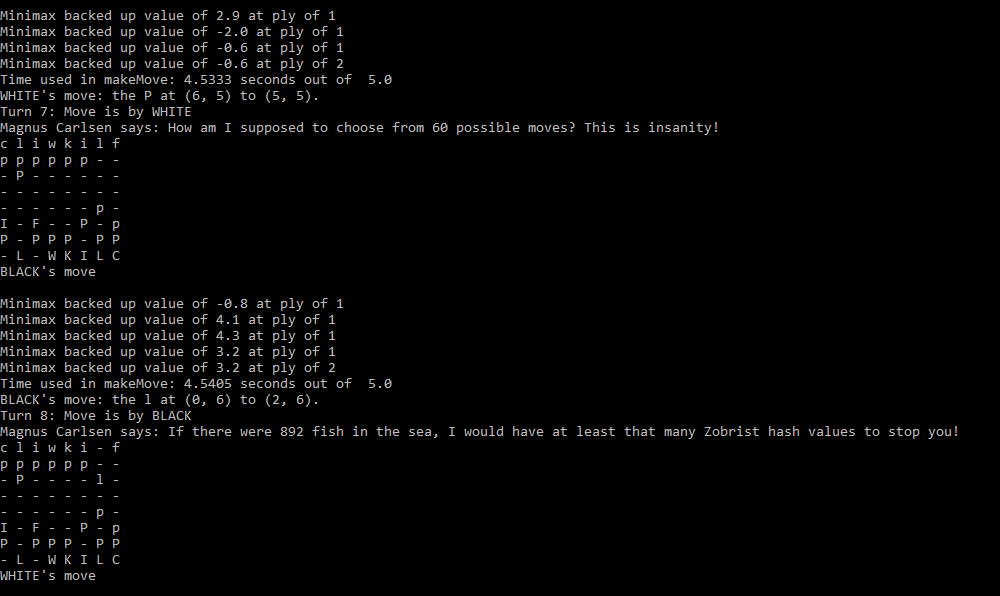 Minimax backed up value of 2.9 at ply of 1
Minimax backed up value of -2.0 at ply of 1
Minimax backed up value of -0.6 at ply of 1
Minimax backed up value of -0.6 at ply of 2
Time used in makeMove: 4.5333 seconds out of  5.0
WHITE's move: the P at (6, 5) to (5, 5).
Turn 7: Move is by WHITE
Magnus Carlsen says: How am I supposed to choose from 60 possible moves? This is insanity!
c l i w k i l f
p p p p p p - -
- P - - - - - -
- - - - - - - -
- - - - - - p -
I - F - - P - p
P - P P P - P P
- L - W K I L C
BLACK's move

Minimax backed up value of -0.8 at ply of 1
Minimax backed up value of 4.1 at ply of 1
Minimax backed up value of 4.3 at ply of 1
Minimax backed up value of 3.2 at ply of 1
Minimax backed up value of 3.2 at ply of 2
Time used in makeMove: 4.5405 seconds out of  5.0
BLACK's move: the l at (0, 6) to (2, 6).
Turn 8: Move is by BLACK
Magnus Carlsen says: If there were 892 fish in the sea, I would have at least that many Zobrist hash values to stop you!
c l i w k i - f
p p p p p p - -
- P - - - - l -
- - - - - - - -
- - - - - - p -
I - F - - P - p
P - P P P - P P
- L - W K I L C
WHITE's move